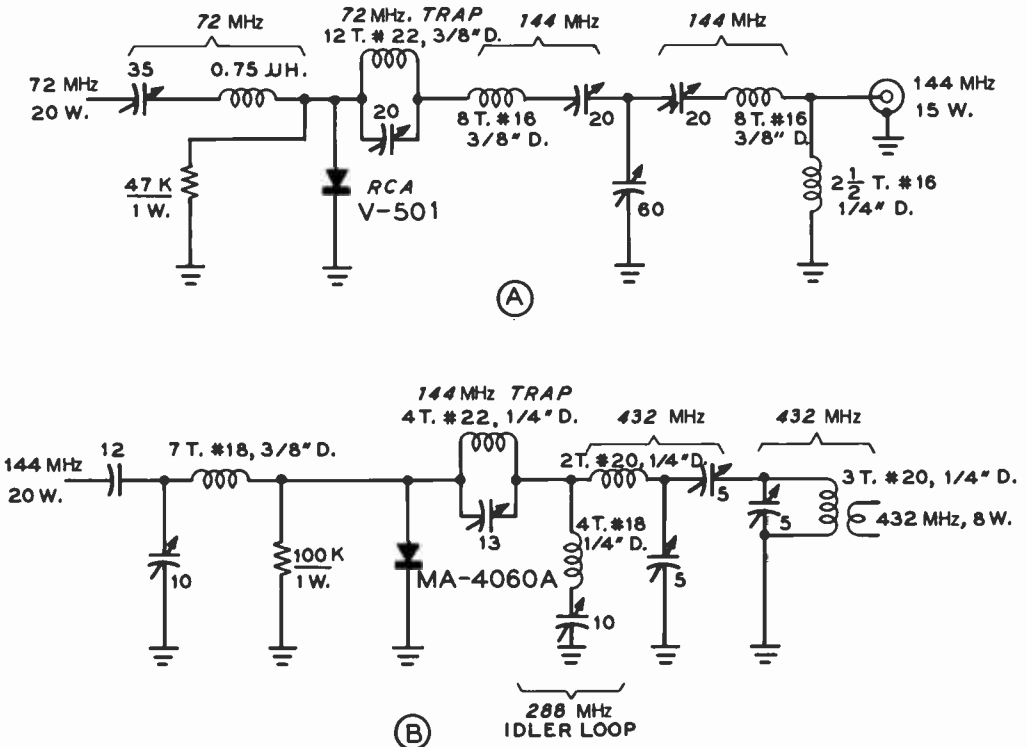 72 MHz
72 MHz. TRAP
12 T. # 22, 3/8" D.
144 MHz
144 MHz
35
0.75 µH.
72 MHz
20 W.
20
8 T. #16
3/8" D.
20
20
8 T. #16
3/8" D.
144 MHz
15 W.
47 K
1 W.
RCA
V-501
60
2 1/2 T. #16
1/4" D.
A
144 MHz TRAP
4 T. #22, 1/4" D.
432 MHz
432 MHz
144 MHz
20 W.
12
7 T. #18, 3/8" D.
2 T. #20, 1/4" D.
5
3 T. #20, 1/4" D.
5
432 MHz, 8 W.
13
4 T. #18
1/4" D.
10
100 K
1 W.
MA-4060A
5
10
288 MHz
IDLER LOOP
B